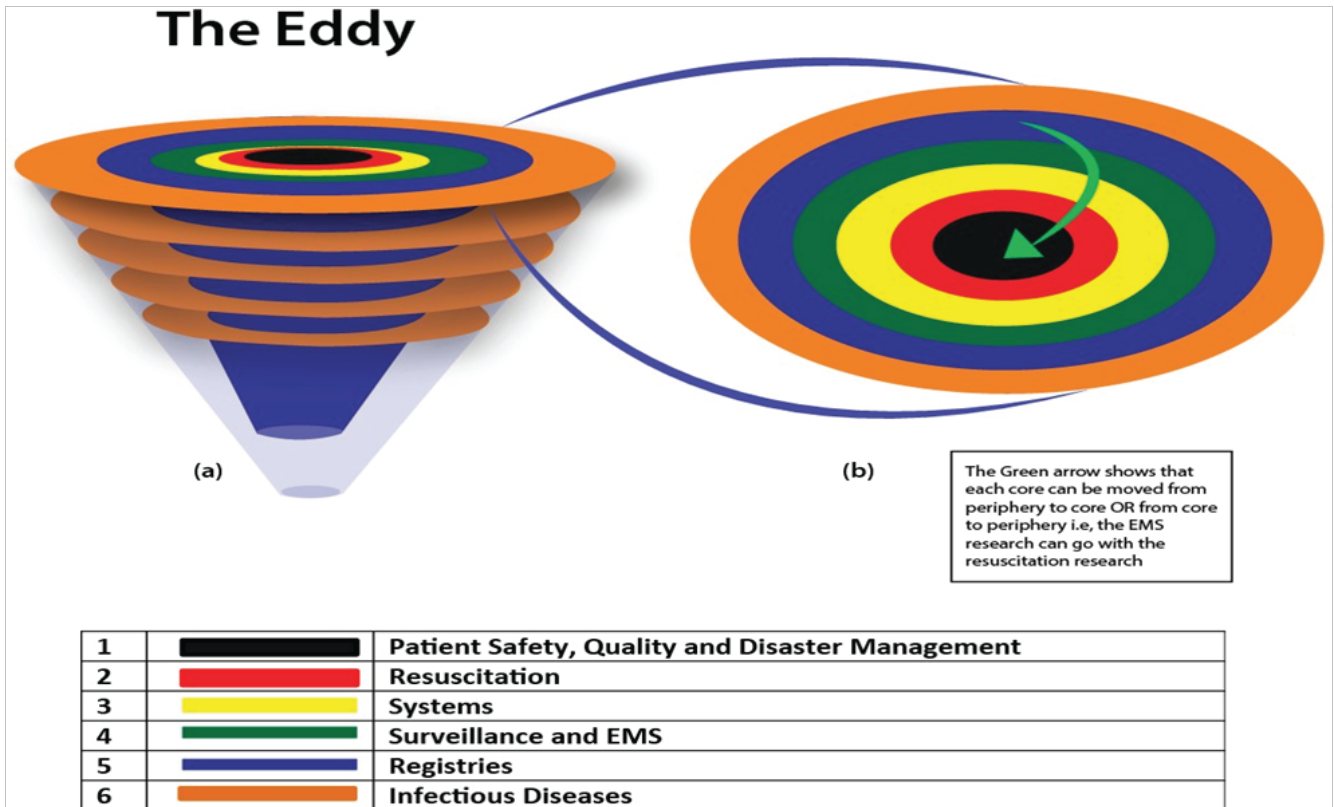 The Eddy
(a)
(b)
The Green arrow shows that
each core can be moved from
periphery to core OR from core
to periphery i.e, the EMS
research can go with the
resuscitation research
1 Patient Safety, Quality and Disaster Management
2 Resuscitation
3 Systems
4 Surveillance and EMS
5 Registries
6 Infectious Diseases